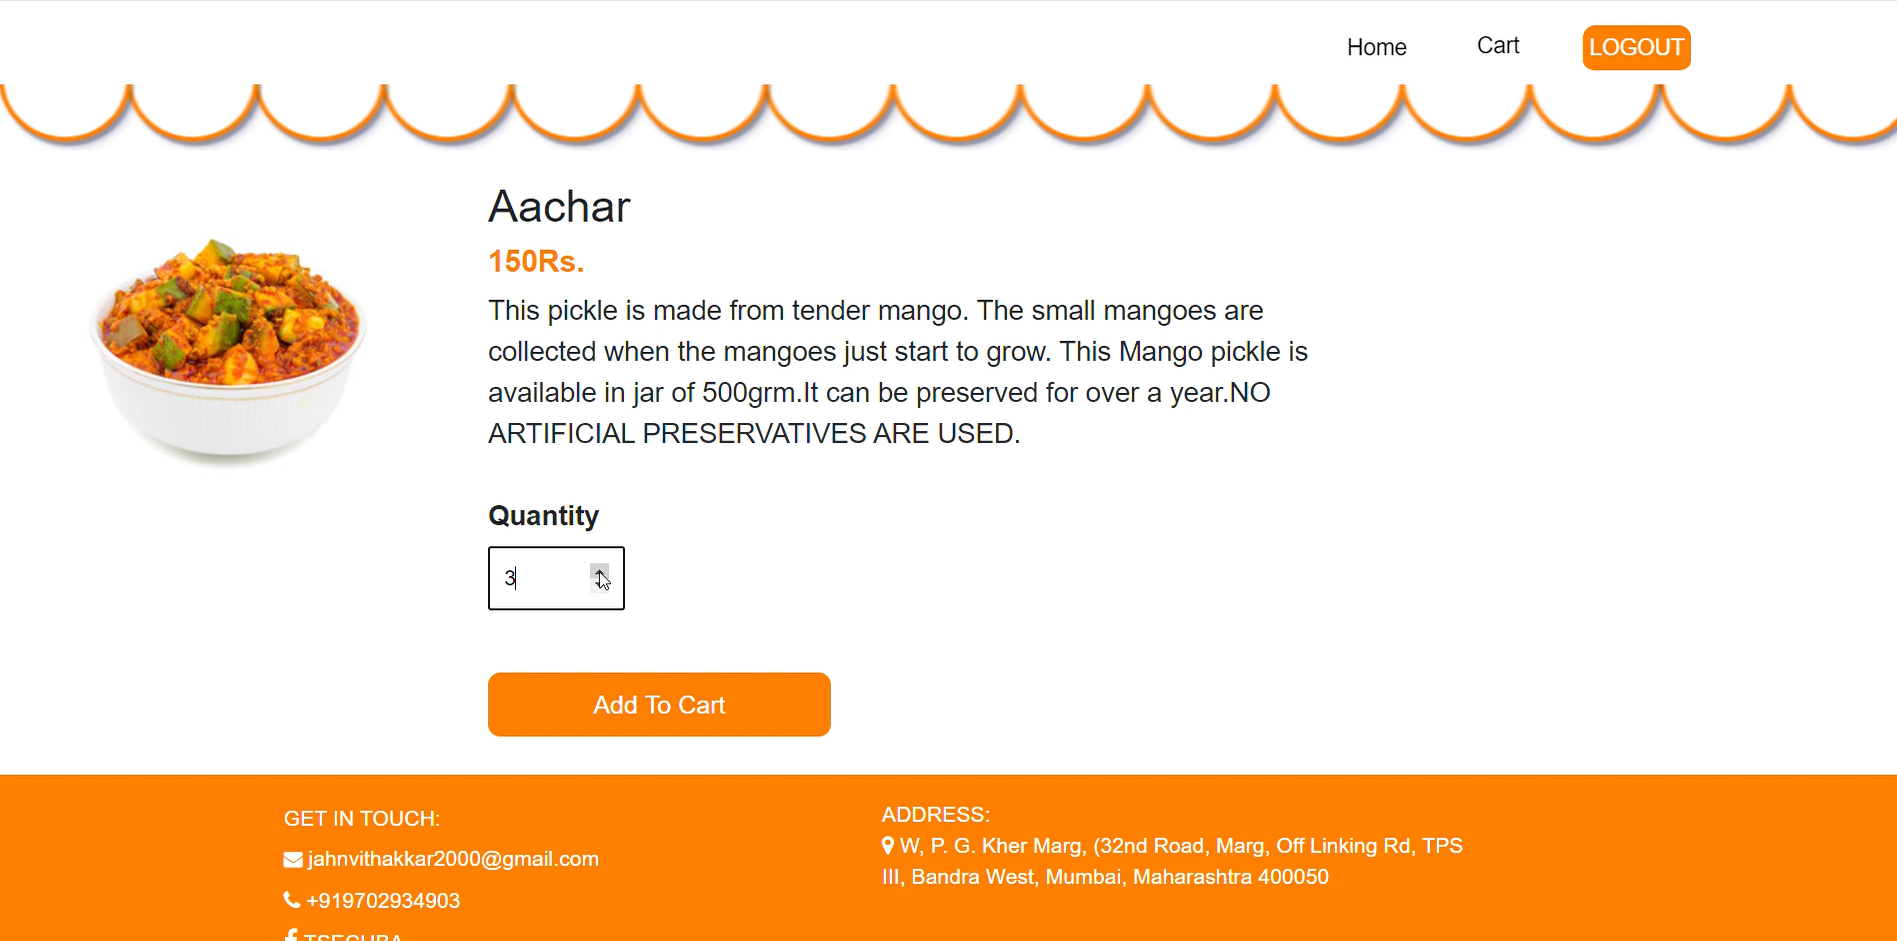 Home
Cart
LOGOUT
Aachar
150Rs.
This pickle is made from tender mango. The small mangoes are
collected when the mangoes just start to grow. This Mango pickle is
available in jar of 500grm.It can be preserved for over a year.NO
ARTIFICIAL PRESERVATIVES ARE USED.
Quantity
3
Add To Cart
GET IN TOUCH:
jahnvithakkar2000@gmail.com
+919702934903
ADDRESS:
W, P. G. Kher Marg, (32nd Road, Marg, Off Linking Rd, TPS
III, Bandra West, Mumbai, Maharashtra 400050